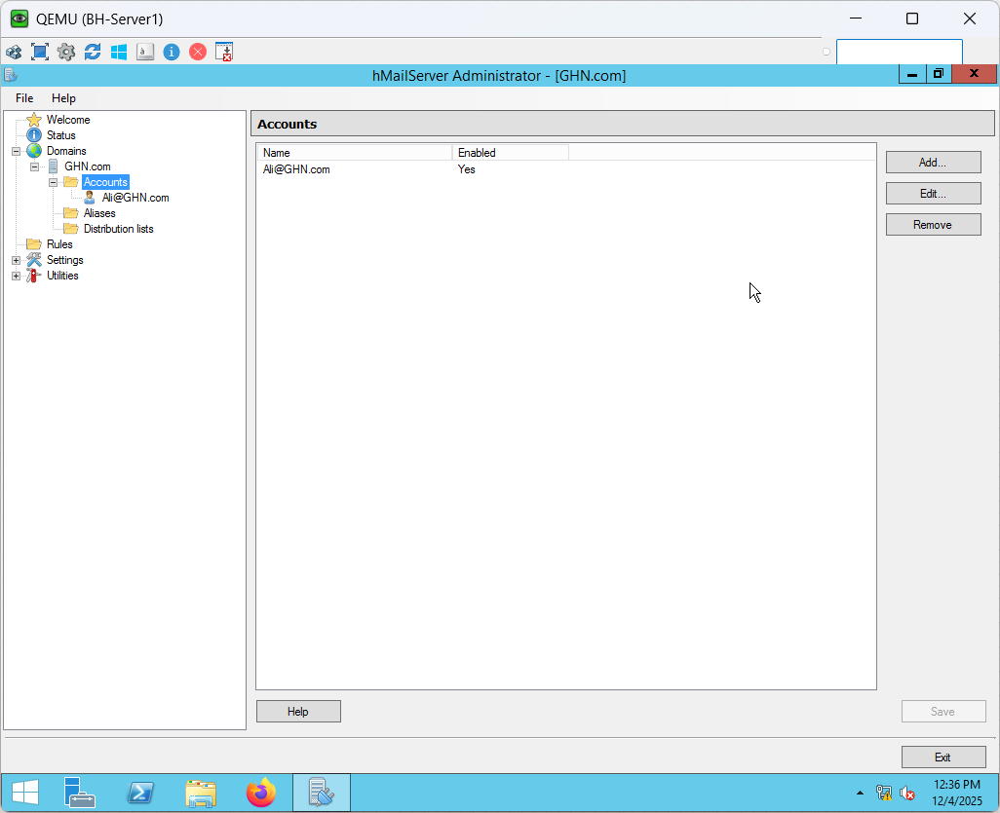 QEMU (BH-Server1)
hMailServer Administrator - [GHN.com]
File Help
Welcome
Status
Domains
GHN.com
Accounts
Ali@GHN.com
Aliases
Distribution lists
Rules
Settings
Utilities
Accounts
Name Enabled
Ali@GHN.com Yes
Add...
Edit...
Remove
Help
Save
Exit
12:36 PM
12/4/2025